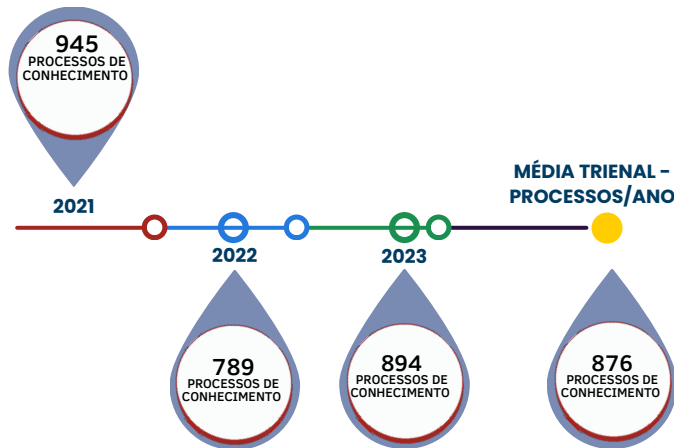 945
PROCESSOS DE
CONHECIMENTO
2021
2022
789
PROCESSOS DE
CONHECIMENTO
2023
894
PROCESSOS DE
CONHECIMENTO
MÉDIA TRIENAL -
PROCESSOS/ANO
876
PROCESSOS DE
CONHECIMENTO